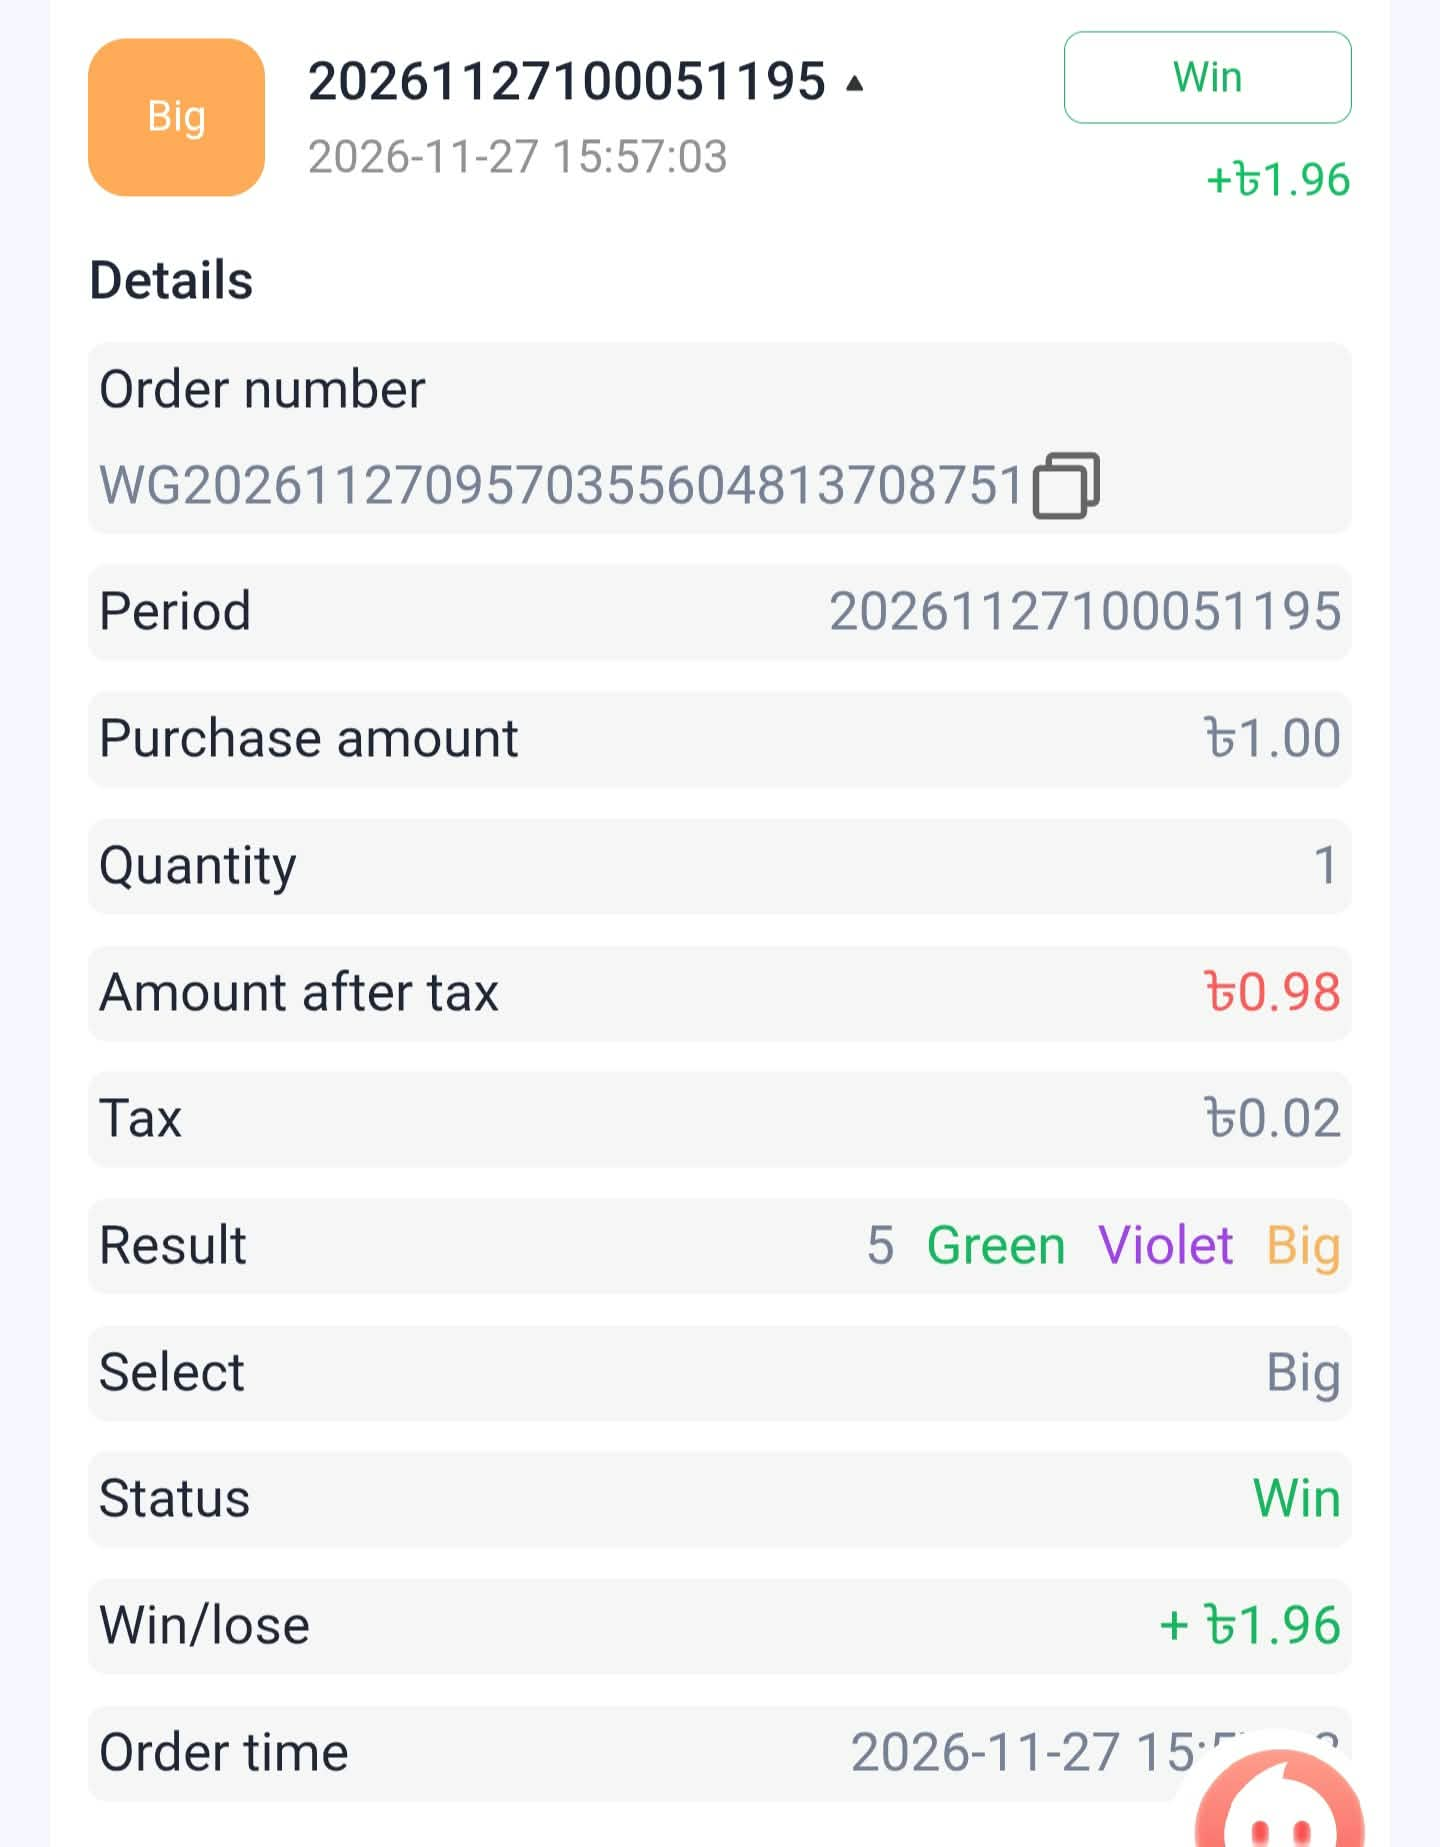 Big
20261127100051195 ▲
Win
2026-11-27 15:57:03
+৳1.96
Details
Order number
WG2026112709570355604813708751
Period 20261127100051195
Purchase amount ৳1.00
Quantity 1
Amount after tax ৳0.98
Tax ৳0.02
Result 5 Green Violet Big
Select Big
Status Win
Win/lose + ৳1.96
Order time 2026-11-27